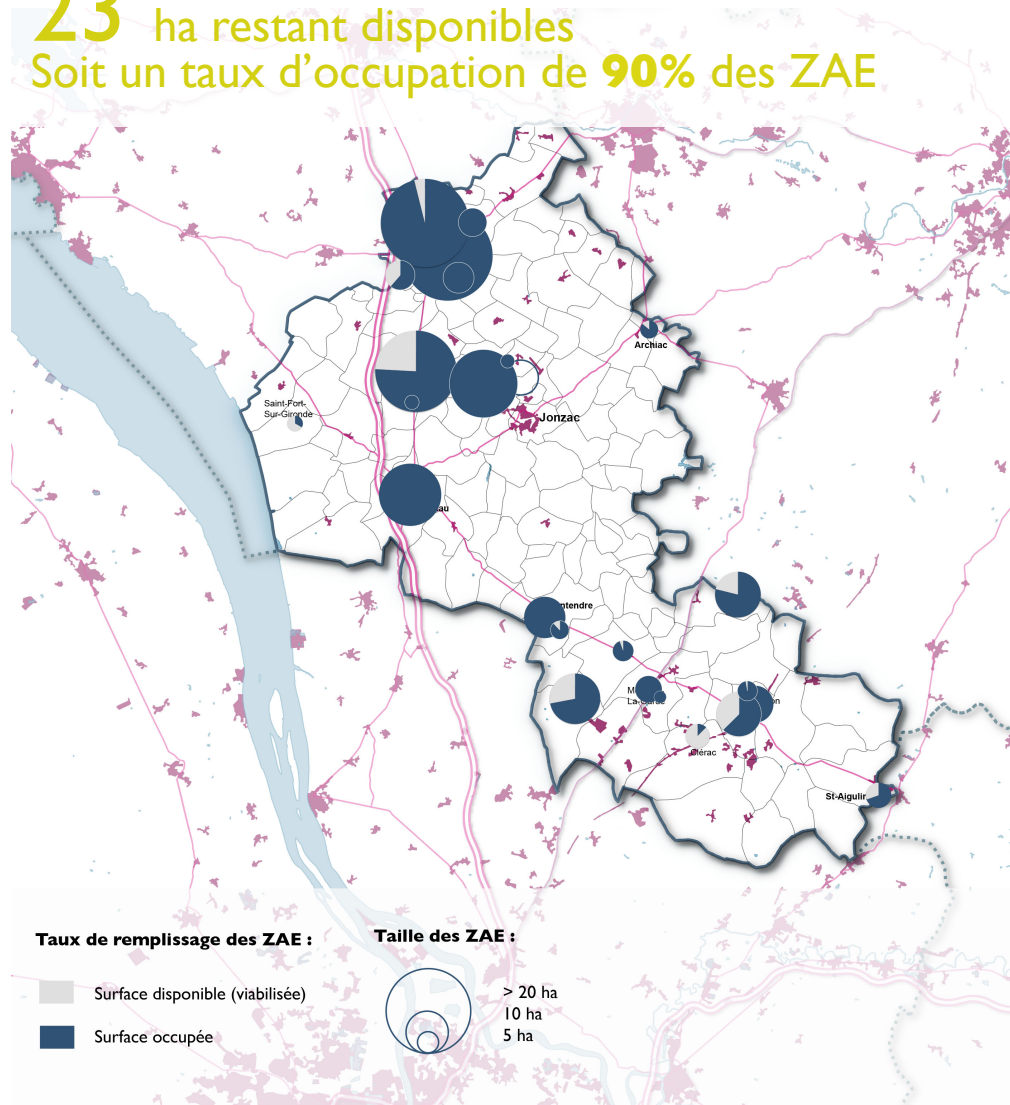 23 ha restant disponibles
Soit un taux d'occupation de 90% des ZAE
Archiac
Saint-Fort-
Sur-Gironde
Jonzac
St-Aigulin
Taux de remplissage des ZAE :
Surface disponible (viabilisée)
Surface occupée
Taille des ZAE :
> 20 ha
10 ha
5 ha